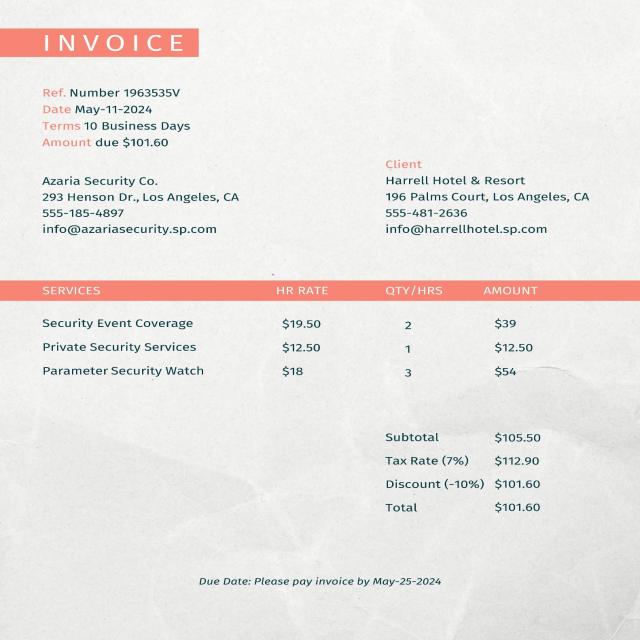 INVOICE
Ref. Number 1963535V
Date May-11-2024
Terms 10 Business Days
Amount due $101.60
Azaria Security Co.
293 Henson Dr., Los Angeles, CA
555-185-4897
info@azariasecurity.sp.com
Client
Harrell Hotel & Resort
196 Palms Court, Los Angeles, CA
555-481-2636
info@harrellhotel.sp.com
SERVICES HR RATE QTY/HRS AMOUNT
Security Event Coverage $19.50 2 $39
Private Security Services $12.50 1 $12.50
Parameter Security Watch $18 3 $54
Subtotal $105.50
Tax Rate (7%) $112.90
Discount (-10%) $101.60
Total $101.60
Due Date: Please pay invoice by May-25-2024